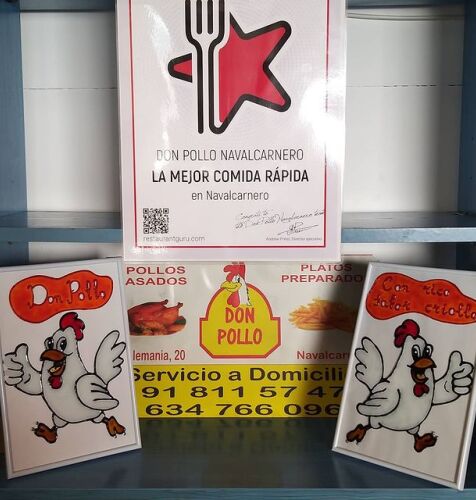 DON POLLO NAVALCARNERO
LA MEJOR COMIDA RÁPIDA
en Navalcarnero
restaurantguru.com
POLLOS
ASADOS
PLATOS
PREPARADO
DON
POLLO
lemania, 20
Navalcarn
Servicio a Domicili
91 811 57 47
634 766 096
Don Pollo
Con rico
sabor criollo